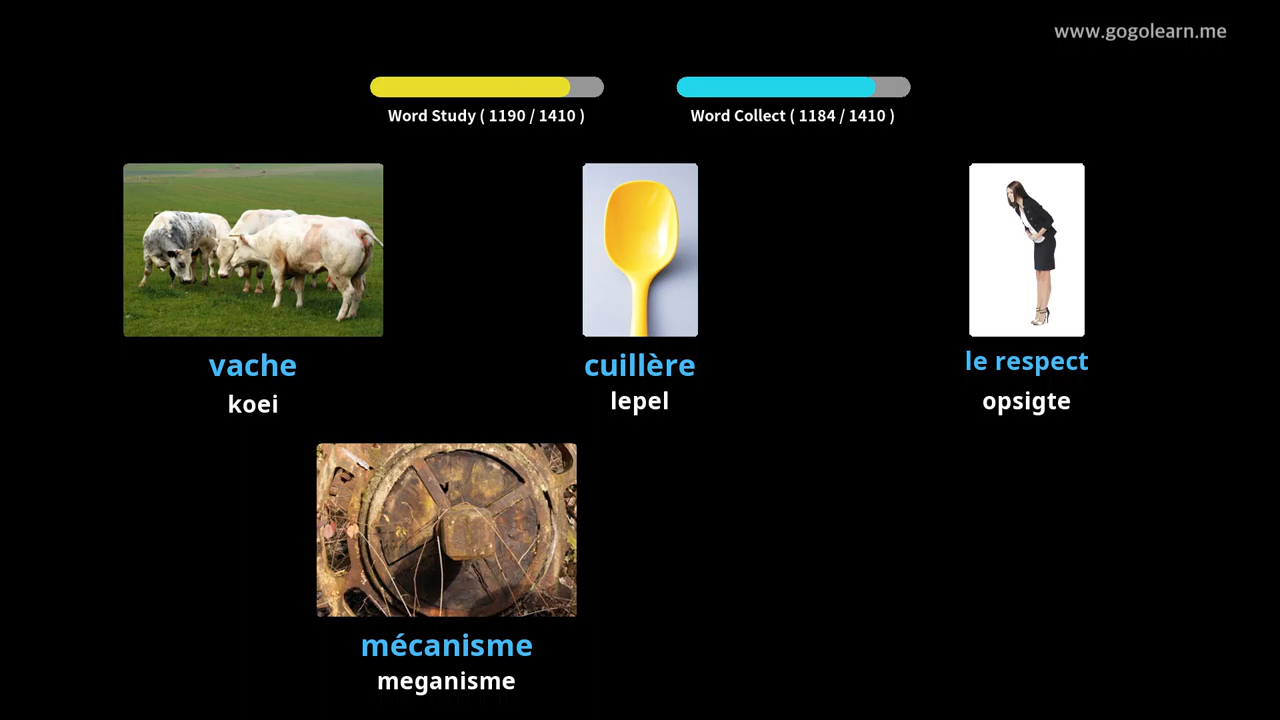 www.gogolearn.me
Word Study ( 1190 / 1410 )
Word Collect ( 1184 / 1410 )
vache
koei
cuillère
lepel
le respect
opsigte
mécanisme
meganisme